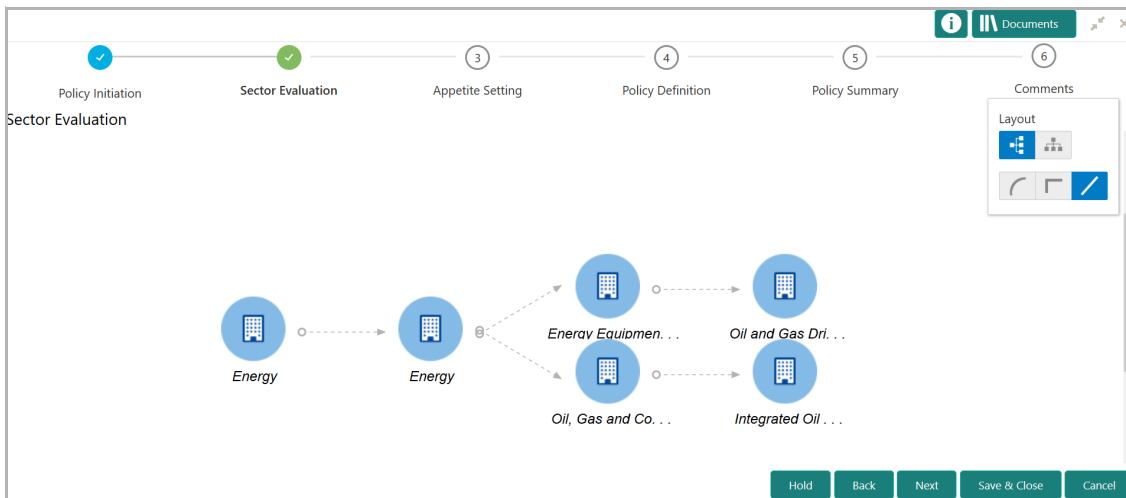 i Documents
3 4 5 6
Policy Initiation Sector Evaluation Appetite Setting Policy Definition Policy Summary Comments
Sector Evaluation
Layout
Energy Energy Energy Equipmen. . . Oil and Gas Dri. . .
Oil, Gas and Co. . . Integrated Oil . . .
Hold Back Next Save & Close Cancel